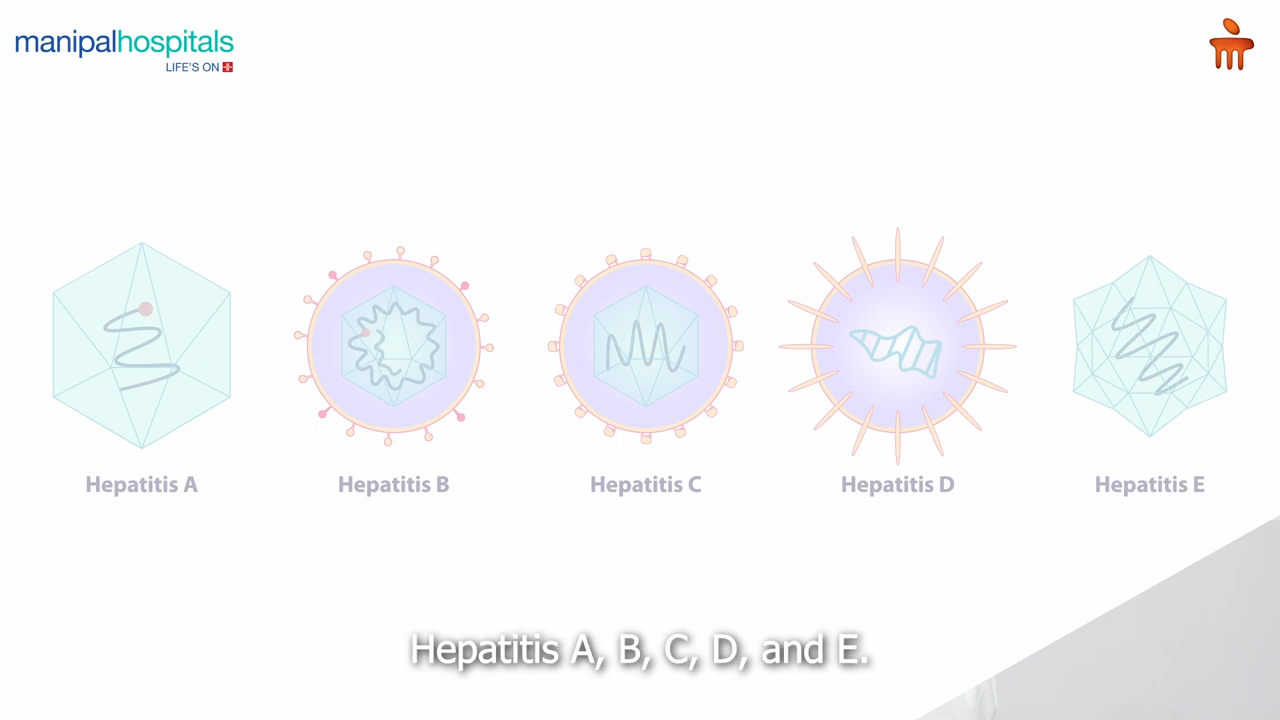 manipalhospitals
LIFE'S ON
Hepatitis A
Hepatitis B
Hepatitis C
Hepatitis D
Hepatitis E
Hepatitis A, B, C, D, and E.